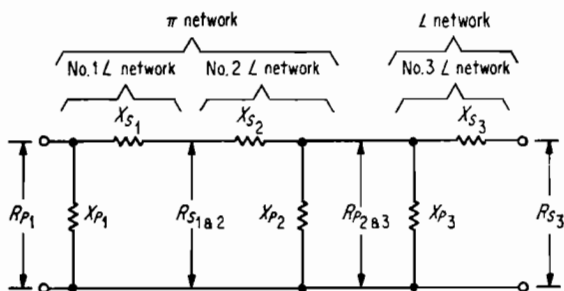 π network
L network
No.1 L network
No.2 L network
No.3 L network
XS1
XS2
XS3
RP1
XP1
RS1&2
XP2
RP2&3
XP3
RS3